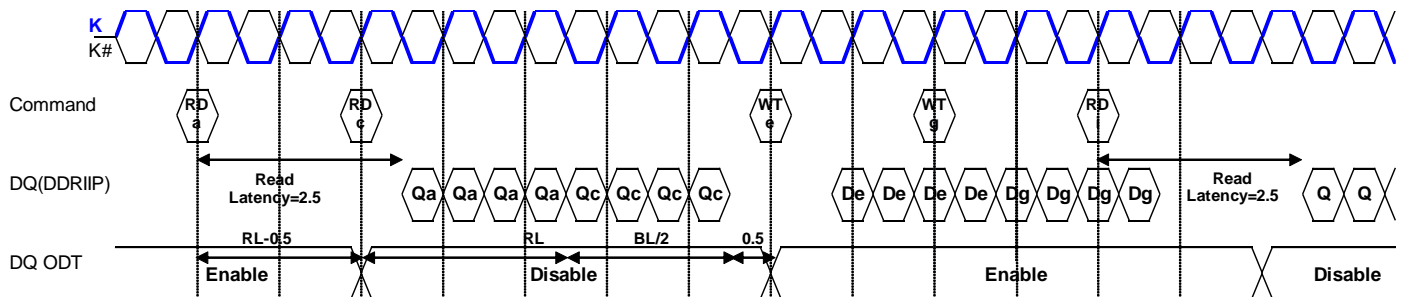 K
K#
Command
RD a
RD c
WT e
WT g
RD i
DQ(DDRIIP)
Read
Latency=2.5
Qa Qa Qa Qa Qc Qc Qc Qc
De De De De Dg Dg Dg Dg
Read
Latency=2.5
Q Q
RL-0.5
RL
BL/2
0.5
DQ ODT
Enable
Disable
Enable
Disable